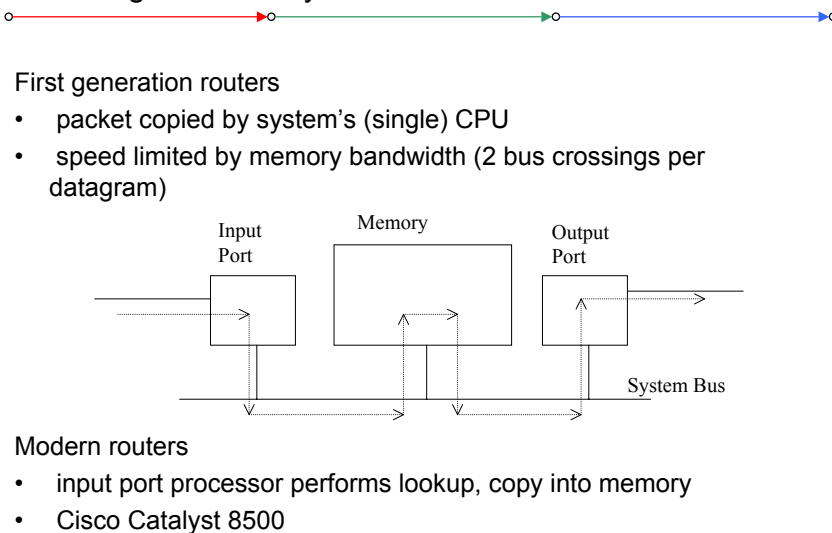 First generation routers
• packet copied by system's (single) CPU
• speed limited by memory bandwidth (2 bus crossings per
datagram)
Input
Port
Memory
Output
Port
System Bus
Modern routers
• input port processor performs lookup, copy into memory
• Cisco Catalyst 8500